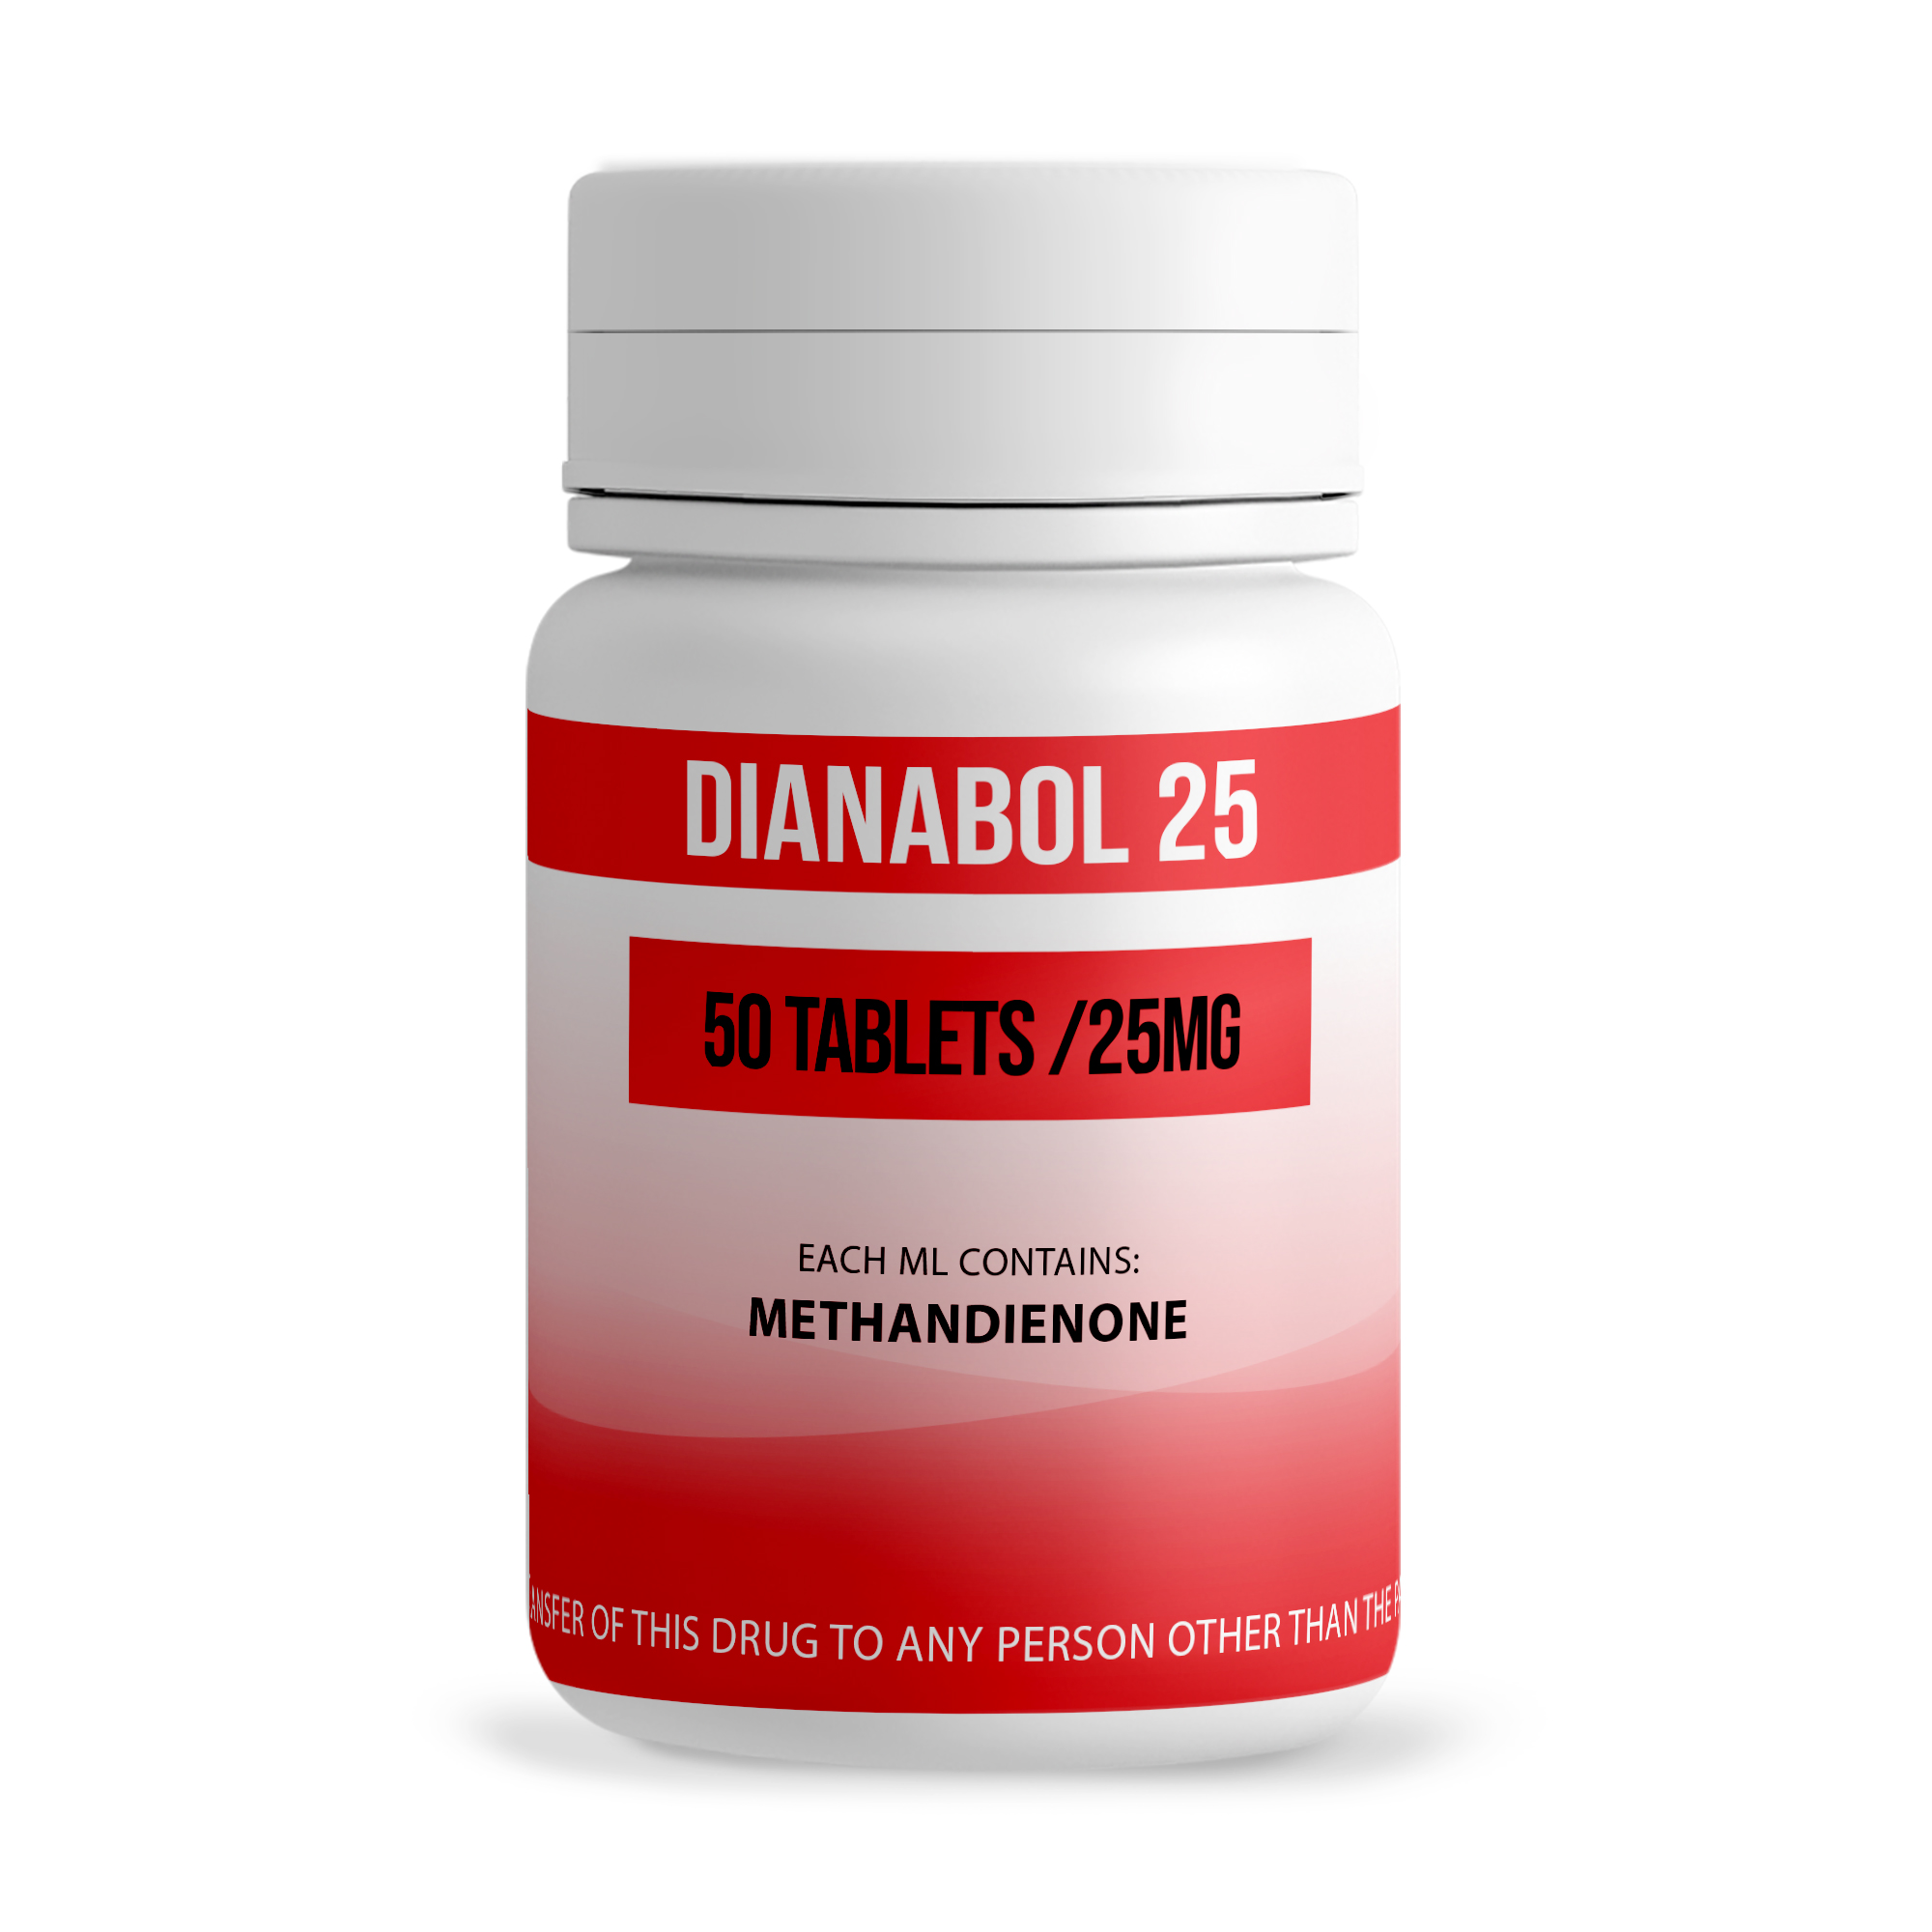 DIANABOL 25
50 TABLETS /25MG
EACH ML CONTAINS:
METHANDIENONE
OF THIS DRUG TO ANY PERSON OTHER THAN THE